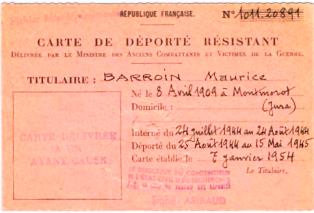 RÉPUBLIQUE FRANÇAISE.
N° 1011.20891
CARTE DE DÉPORTÉ RÉSISTANT
DÉLIVRÉE PAR LE MINISTRE DES ANCIENS COMBATTANTS ET VICTIMES DE LA GUERRE.
TITULAIRE : BARROIN Maurice
Né le 8 Avril 1909 à Montmorot
Domicile : (Jura)
Interné du 24 juillet 1944 au 24 Août 1944
Déporté du 25 Août 1944 au 15 Mai 1945
Carte établie le 7 janvier 1954
Le Titulaire,
CARTE DÉLIVRÉE
A UN
AYANT CAUSE